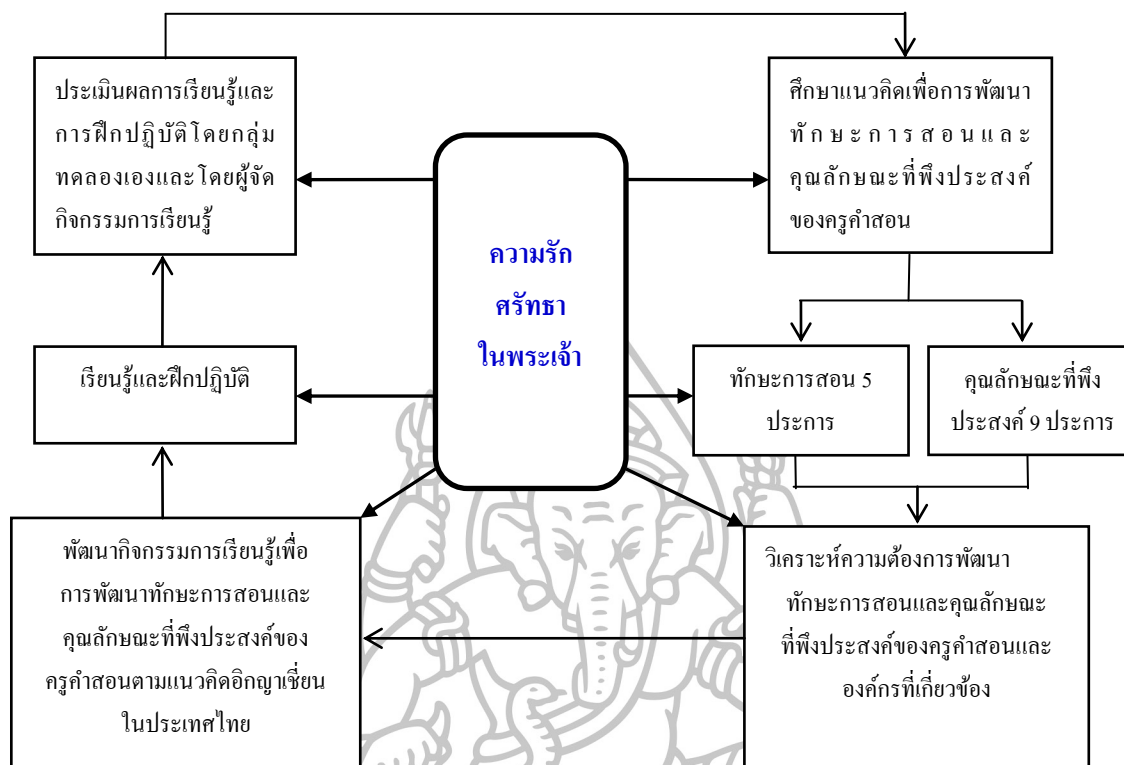 ประเมินผลการเรียนรู้และ
การฝึกปฏิบัติโดยกลุ่ม
ทดลองเองและโดยผู้จัด
กิจกรรมการเรียนรู้
ศึกษาแนวคิดเพื่อการพัฒนา
ทักษะการสอนและ
คุณลักษณะที่พึงประสงค์
ของครูคำสอน
ความรัก
ศรัทธา
ในพระเจ้า
เรียนรู้และฝึกปฏิบัติ
ทักษะการสอน 5
ประการ
คุณลักษณะที่พึง
ประสงค์ 9 ประการ
พัฒนากิจกรรมการเรียนรู้เพื่อ
การพัฒนาทักษะการสอนและ
คุณลักษณะที่พึงประสงค์ของ
ครูคำสอนตามแนวคิดอิกญาเชี่ยน
ในประเทศไทย
วิเคราะห์ความต้องการพัฒนา
ทักษะการสอนและคุณลักษณะ
ที่พึงประสงค์ของครูคำสอนและ
องค์กรที่เกี่ยวข้อง